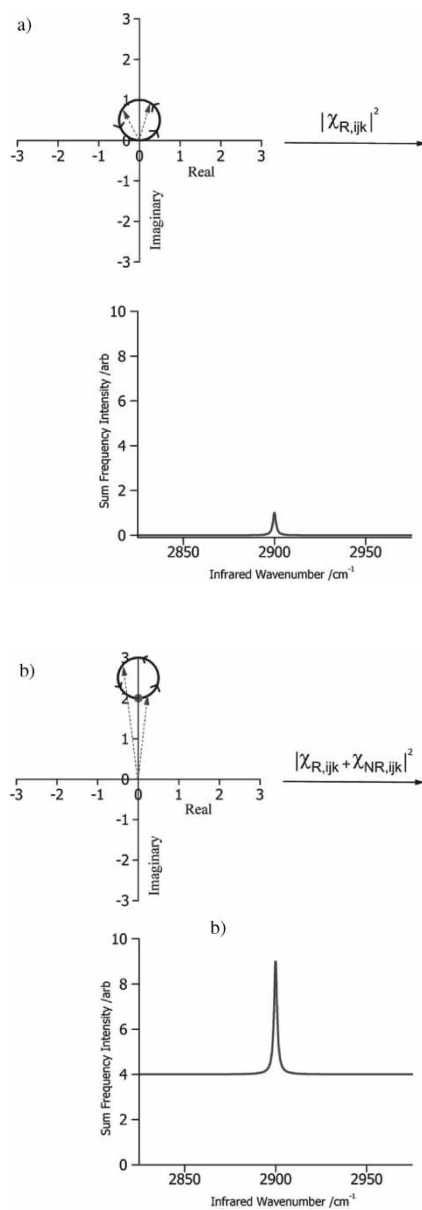 a)
3
2
1
0
-3 -2 -1 0 1 2 3
Real
-1
-2
-3
Imaginary
|χR,ijk|²
10
8
6
4
2
0
Sum Frequency Intensity /arb
2850 2900 2950
Infrared Wavenumber /cm⁻¹
b)
3
2
1
0
-3 -2 -1 0 1 2 3
Real
-1
-2
-3
Imaginary
|χR,ijk + χNR,ijk|²
b)
10
8
6
4
2
0
Sum Frequency Intensity /arb
2850 2900 2950
Infrared Wavenumber /cm⁻¹